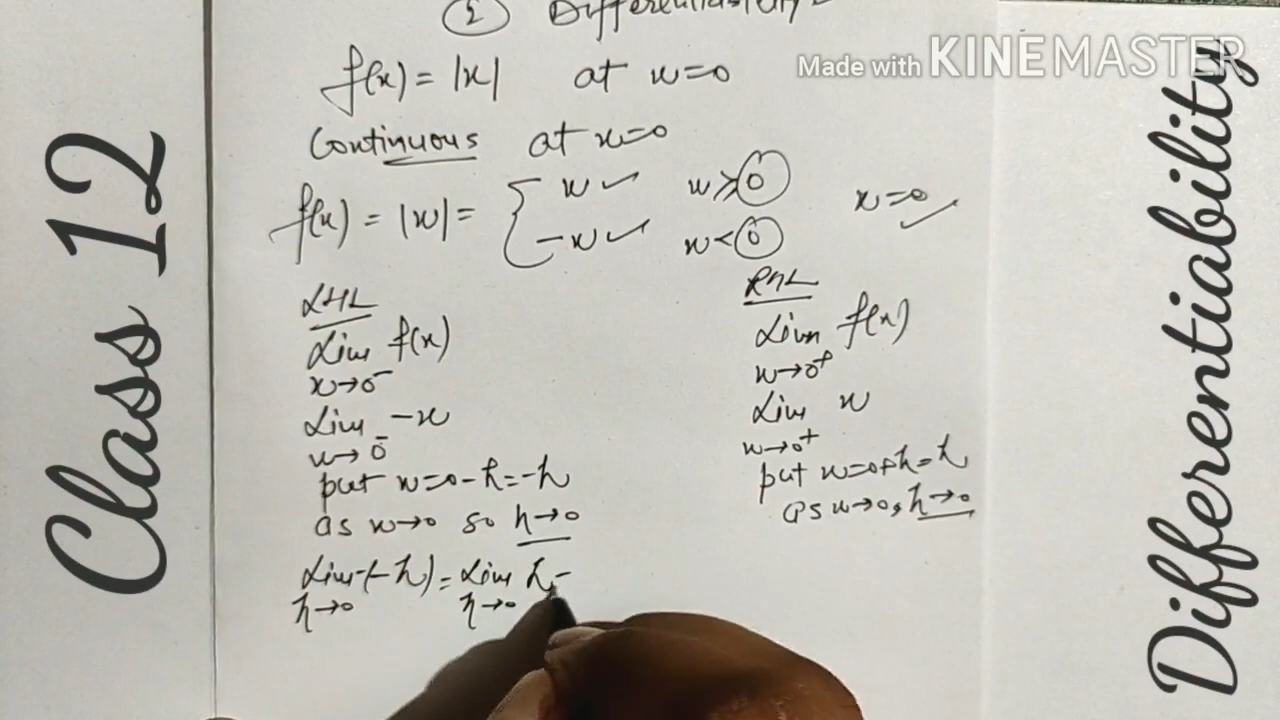 Class 12
② Differentiability
Made with KINEMASTER
f(x) = |x| at x=0
Continuous at x=0
f(x) = |x| = { x ✓ x ≥ 0
-x ✓ x < 0
x=0 ✓
LHL
Lim f(x)
x→0⁻
Lim -x
x→0⁻
put x=0-h=-h
as x→0 so h→0
Lim -(-h) = Lim h =
h→0 h→0
RHL
Lim f(x)
x→0⁺
Lim x
x→0⁺
put x=0+h=h
as x→0, h→0
Differentiability